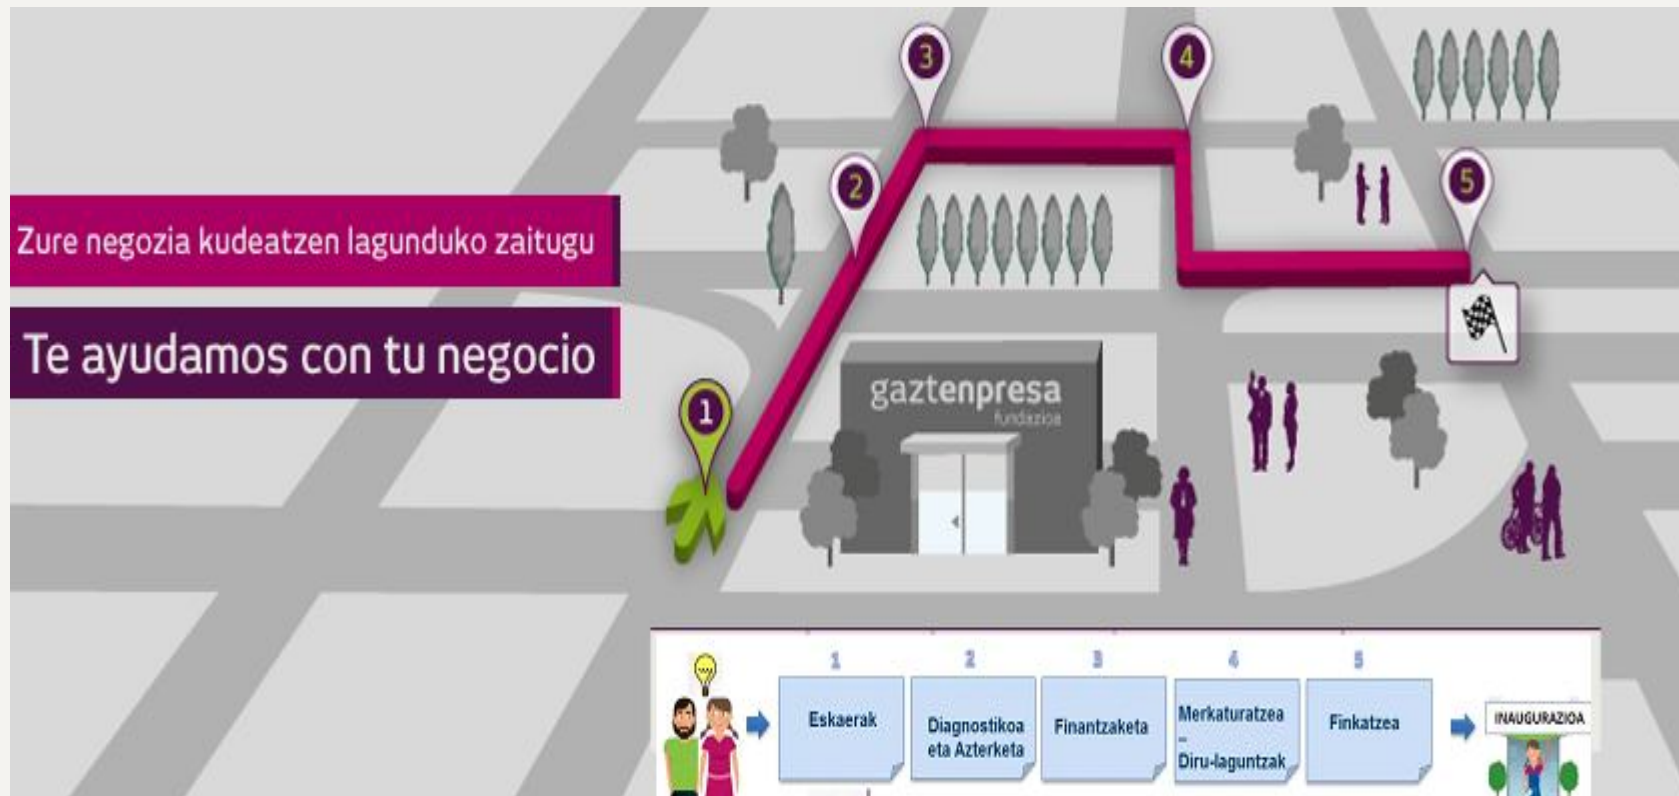 3
4
2
5
Zure negozia kudeatzen lagunduko zaitugu
Te ayudamos con tu negocio
1
gaztenpresa
fundazioa
1
2
3
4
5
Eskaerak
Diagnostikoa
eta Azterketa
Finantzaketa
Merkaturatzea
–
Diru-laguntzak
Finkatzea
INAUGURAZIOA